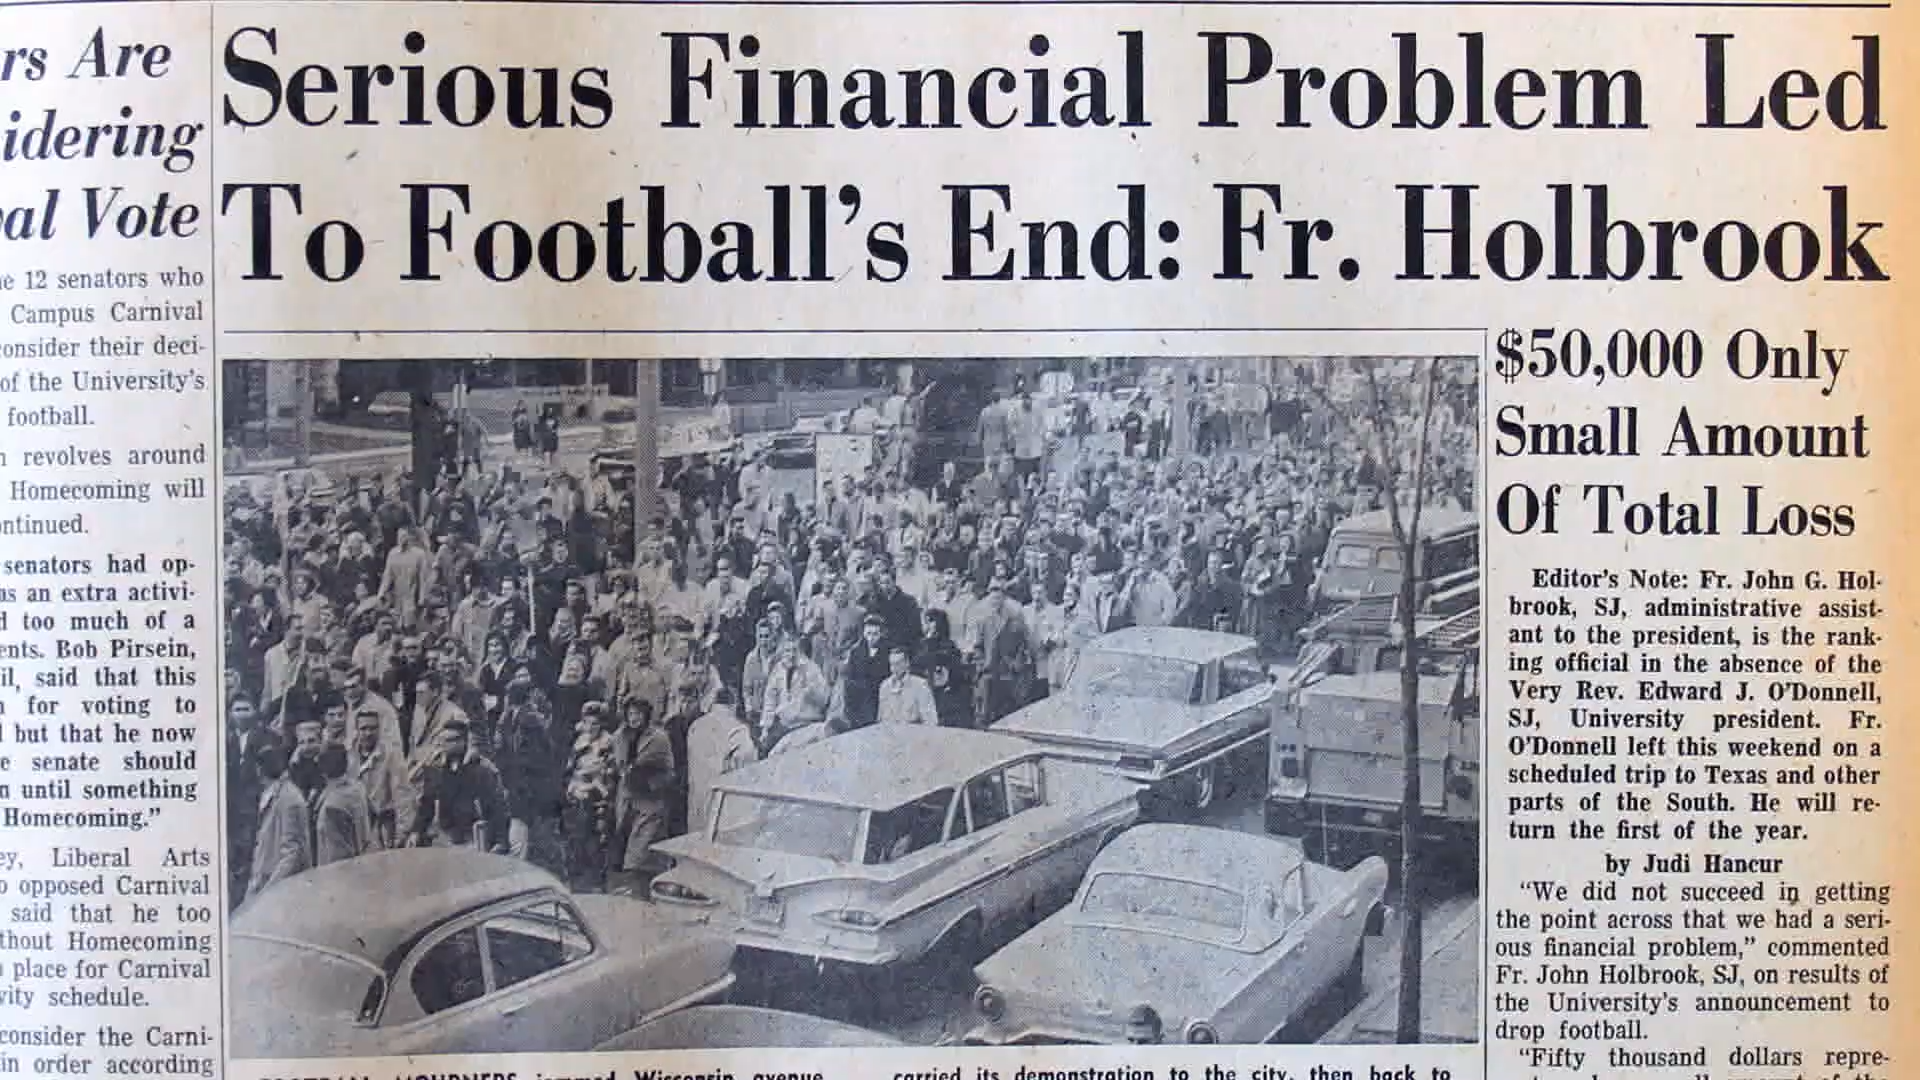 rs Are
idering
al Vote
e 12 senators who
Campus Carnival
onsider their deci-
of the University's
football.
revolves around
Homecoming will
ontinued.
senators had op-
as an extra activi-
too much of a
ents. Bob Pirsein,
il, said that this
for voting to
but that he now
e senate should
n until something
Homecoming."
ey, Liberal Arts
o opposed Carnival
said that he too
thout Homecoming
place for Carnival
vity schedule.
consider the Carni-
in order according
Serious Financial Problem Led
To Football's End: Fr. Holbrook
FOOTBALL MOURNERS jammed Wisconsin avenue
carried its demonstration to the city, then back to
$50,000 Only
Small Amount
Of Total Loss
Editor's Note: Fr. John G. Hol-
brook, SJ, administrative assist-
ant to the president, is the rank-
ing official in the absence of the
Very Rev. Edward J. O'Donnell,
SJ, University president. Fr.
O'Donnell left this weekend on a
scheduled trip to Texas and other
parts of the South. He will re-
turn the first of the year.
by Judi Hancur
"We did not succeed in getting
the point across that we had a seri-
ous financial problem," commented
Fr. John Holbrook, SJ, on results of
the University's announcement to
drop football.
"Fifty thousand dollars repre-